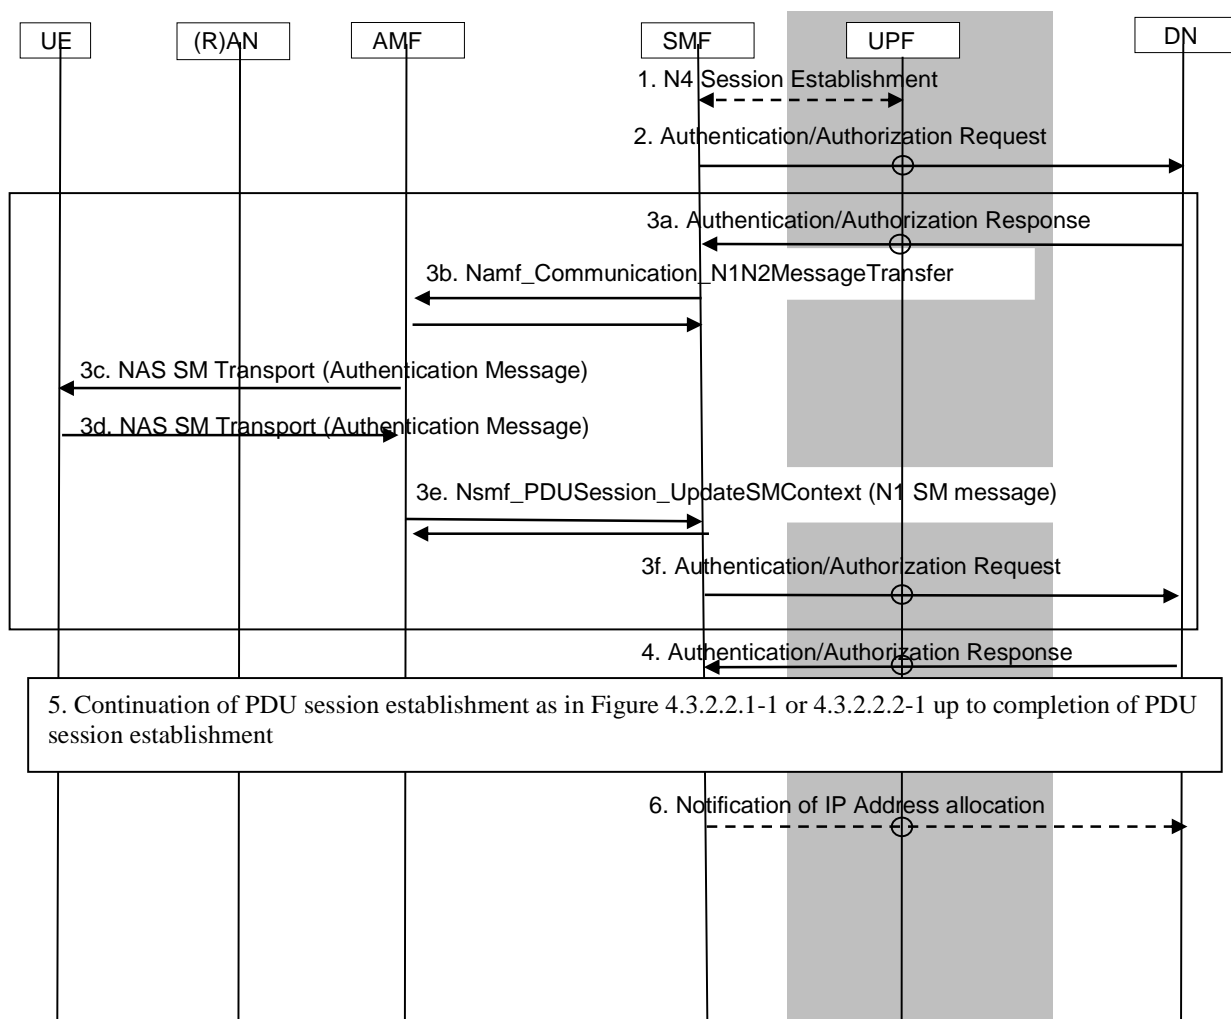 UE
(R)AN
AMF
SMF
UPF
DN
1. N4 Session Establishment
2. Authentication/Authorization Request
3a. Authentication/Authorization Response
3b. Namf_Communication_N1N2MessageTransfer
3c. NAS SM Transport (Authentication Message)
3d. NAS SM Transport (Authentication Message)
3e. Nsmf_PDUSession_UpdateSMContext (N1 SM message)
3f. Authentication/Authorization Request
4. Authentication/Authorization Response
5. Continuation of PDU session establishment as in Figure 4.3.2.2.1-1 or 4.3.2.2.2-1 up to completion of PDU
session establishment
6. Notification of IP Address allocation